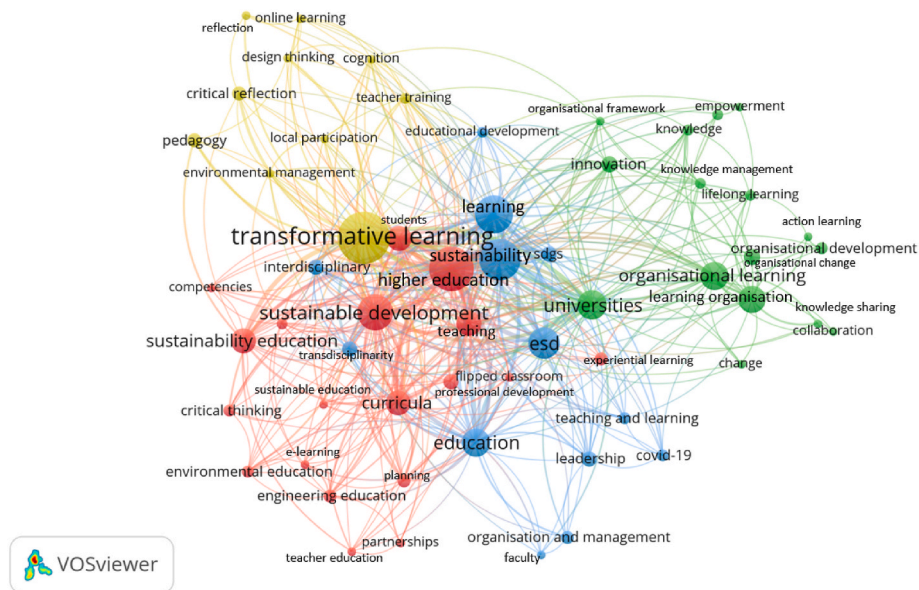 online learning
reflection
design thinking
cognition
critical reflection
teacher training
organisational framework
empowerment
educational development
knowledge
pedagogy
local participation
innovation
knowledge management
environmental management
lifelong learning
learning
students
action learning
transformative learning
organisational development
sustainability
sdgs
organisational change
interdisciplinary
organisational learning
higher education
competencies
learning organisation
universities
knowledge sharing
sustainable development
teaching
collaboration
sustainability education
esd
transdisciplinarity
experiential learning
change
flipped classroom
sustainable education
professional development
curricula
critical thinking
teaching and learning
education
e-learning
covid-19
leadership
environmental education
planning
engineering education
organisation and management
partnerships
teacher education
faculty
VOSviewer